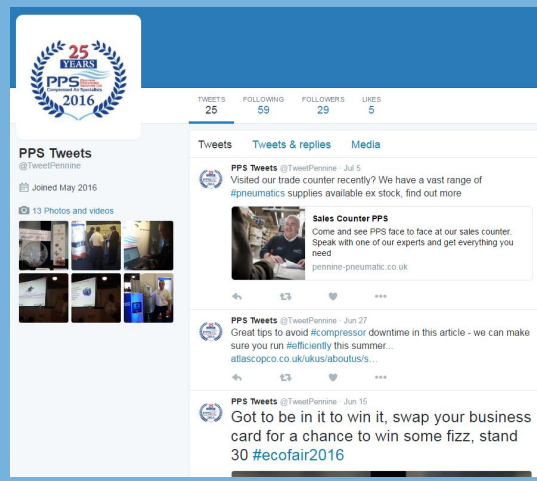 25
YEARS
PPS
Compressed Air Specialists
2016
TWEETS FOLLOWING FOLLOWERS LIKES
25 59 29 5
Tweets Tweets & replies Media
PPS Tweets
@TweetPennine
Joined May 2016
13 Photos and videos
PPS Tweets @TweetPennine · Jul 5
Visited our trade counter recently? We have a vast range of
#pneumatics supplies available ex stock, find out more
Sales Counter PPS
Come and see PPS face to face at our sales counter.
Speak with one of our experts and get everything you
need
pennine-pneumatic.co.uk
PPS Tweets @TweetPennine · Jun 27
Great tips to avoid #compressor downtime in this article - we can make
sure you run #efficiently this summer...
atlascopco.co.uk/ukus/aboutus/s...
PPS Tweets @TweetPennine · Jun 15
Got to be in it to win it, swap your business
card for a chance to win some fizz, stand
30 #ecofair2016